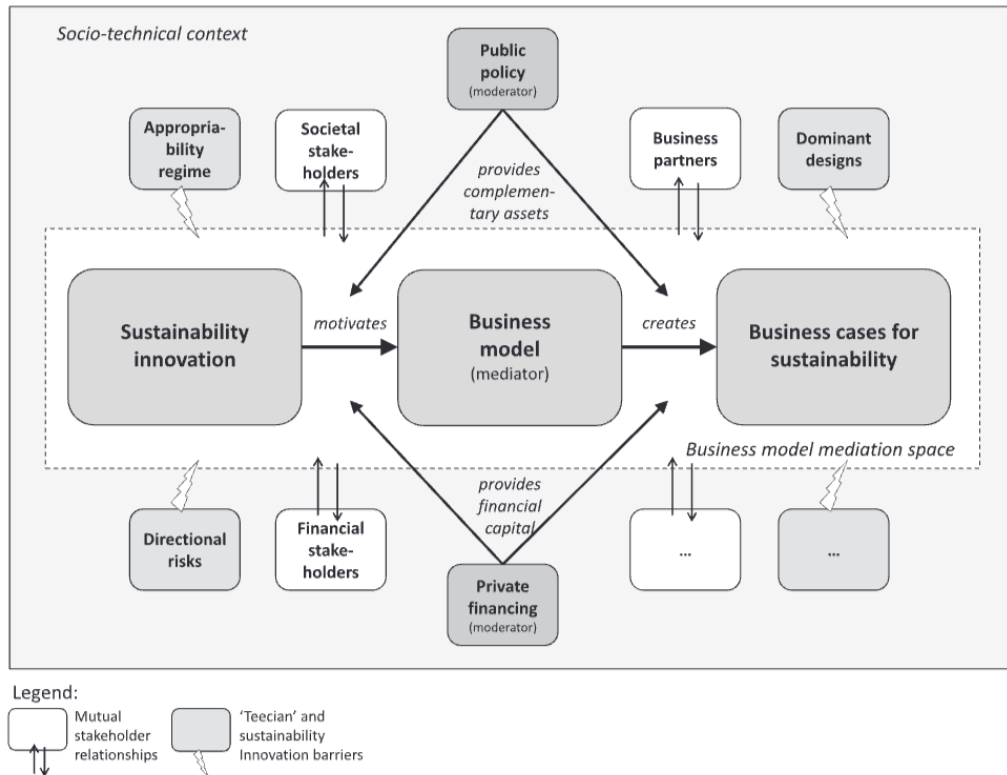 Socio-technical context
Public
policy
(moderator)
Appropria-
bility
regime
Societal
stake-
holders
Business
partners
Dominant
designs
provides
complemen-
tary assets
Sustainability
innovation
motivates
Business
model
(mediator)
creates
Business cases for
sustainability
Business model mediation space
provides
financial
capital
Directional
risks
Financial
stake-
holders
...
...
Private
financing
(moderator)
Legend:
Mutual
stakeholder
relationships
‘Teecian’ and
sustainability
Innovation barriers